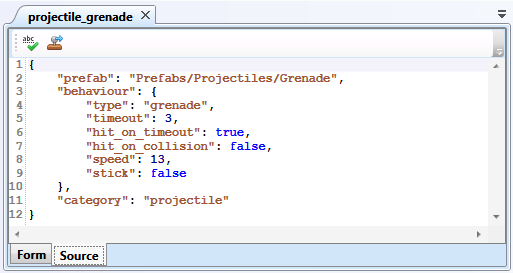 projectile_grenade
abc
1 {
2     "prefab": "Prefabs/Projectiles/Grenade",
3     "behaviour": {
4         "type": "grenade",
5         "timeout": 3,
6         "hit_on_timeout": true,
7         "hit_on_collision": false,
8         "speed": 13,
9         "stick": false
10     },
11     "category": "projectile"
12 }
Form Source